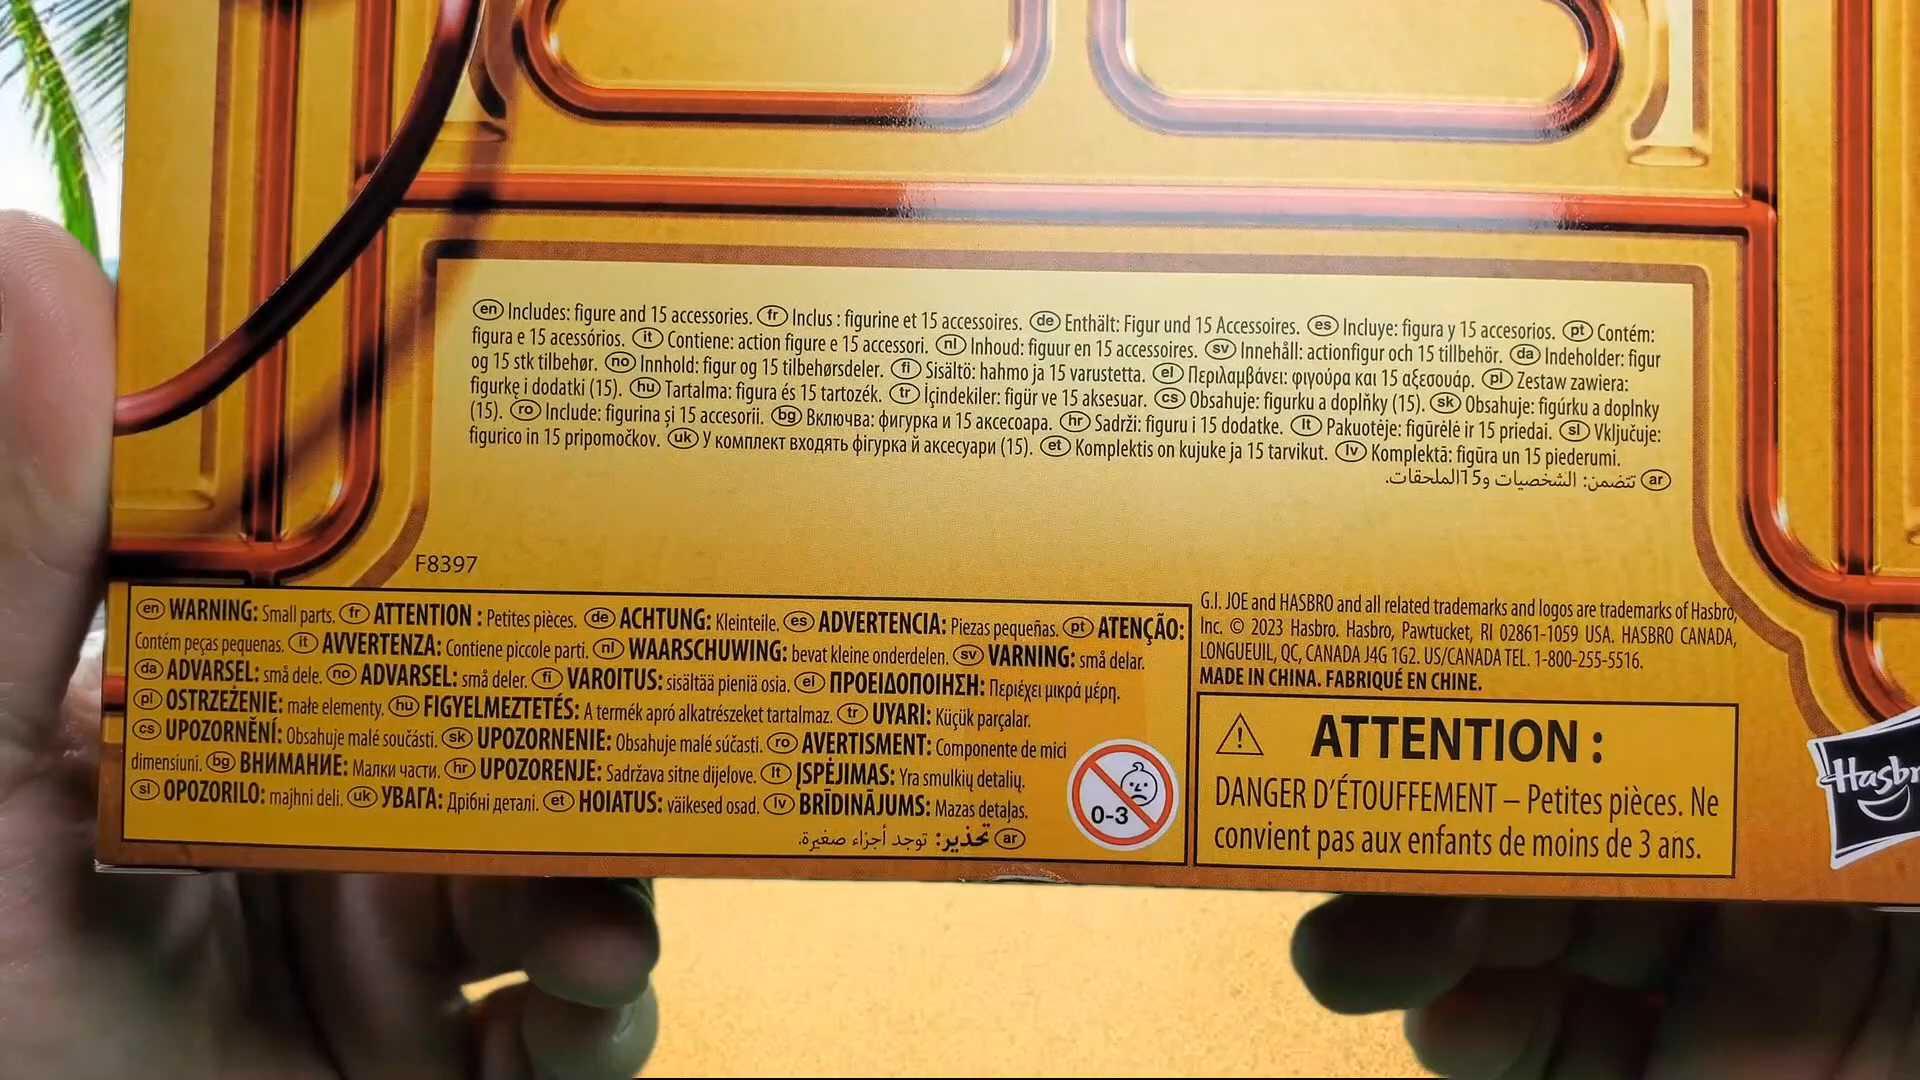 en Includes: figure and 15 accessories. fr Inclus : figurine et 15 accessoires. de Enthält: Figur und 15 Accessoires. es Incluye: figura y 15 accesorios. pt Contém:
figura e 15 acessórios. it Contiene: action figure e 15 accessori. nl Inhoud: figuur en 15 accessoires. sv Innehåll: actionfigur och 15 tillbehör. da Indeholder: figur
og 15 stk tilbehør. no Innhold: figur og 15 tilbehørsdeler. fi Sisältö: hahmo ja 15 varustetta. el Περιλαμβάνει: φιγούρα και 15 αξεσουάρ. pl Zestaw zawiera:
figurkę i dodatki (15). hu Tartalma: figura és 15 tartozék. tr İçindekiler: figür ve 15 aksesuar. cs Obsahuje: figurku a doplňky (15). sk Obsahuje: figúrku a doplnky
(15). ro Include: figurina și 15 accesorii. bg Включва: фигурка и 15 аксесоара. hr Sadrži: figuru i 15 dodatke. lt Pakuotėje: figūrėlė ir 15 priedai. sl Vključuje:
figurico in 15 pripomočkov. uk У комплект входять фігурка й аксесуари (15). et Komplektis on kujuke ja 15 tarvikut. lv Komplektā: figūra un 15 piederumi.
ar تتضمن: الشخصيات و15الملحقات.
F8397
en WARNING: Small parts. fr ATTENTION : Petites pièces. de ACHTUNG: Kleinteile. es ADVERTENCIA: Piezas pequeñas. pt ATENÇÃO:
Contém peças pequenas. it AVVERTENZA: Contiene piccole parti. nl WAARSCHUWING: bevat kleine onderdelen. sv VARNING: små delar.
da ADVARSEL: små dele. no ADVARSEL: små deler. fi VAROITUS: sisältää pieniä osia. el ΠΡΟΕΙΔΟΠΟΙΗΣΗ: Περιέχει μικρά μέρη.
pl OSTRZEŻENIE: małe elementy. hu FIGYELMEZTETÉS: A termék apró alkatrészeket tartalmaz. tr UYARI: Küçük parçalar.
cs UPOZORNĚNÍ: Obsahuje malé součásti. sk UPOZORNENIE: Obsahuje malé súčasti. ro AVERTISMENT: Componente de mici
dimensiuni. bg ВНИМАНИЕ: Малки части. hr UPOZORENJE: Sadržava sitne dijelove. lt ĮSPĖJIMAS: Yra smulkių detalių.
sl OPOZORILO: majhni deli. uk УВАГА: Дрібні деталі. et HOIATUS: väikesed osad. lv BRĪDINĀJUMS: Mazas detaļas.
ar تحذير: توجد أجزاء صغيرة.
0-3
G.I. JOE and HASBRO and all related trademarks and logos are trademarks of Hasbro,
Inc. © 2023 Hasbro. Hasbro, Pawtucket, RI 02861-1059 USA. HASBRO CANADA,
LONGUEUIL, QC, CANADA J4G 1G2. US/CANADA TEL. 1-800-255-5516.
MADE IN CHINA. FABRIQUÉ EN CHINE.
ATTENTION :
DANGER D'ÉTOUFFEMENT – Petites pièces. Ne
convient pas aux enfants de moins de 3 ans.
Hasbr